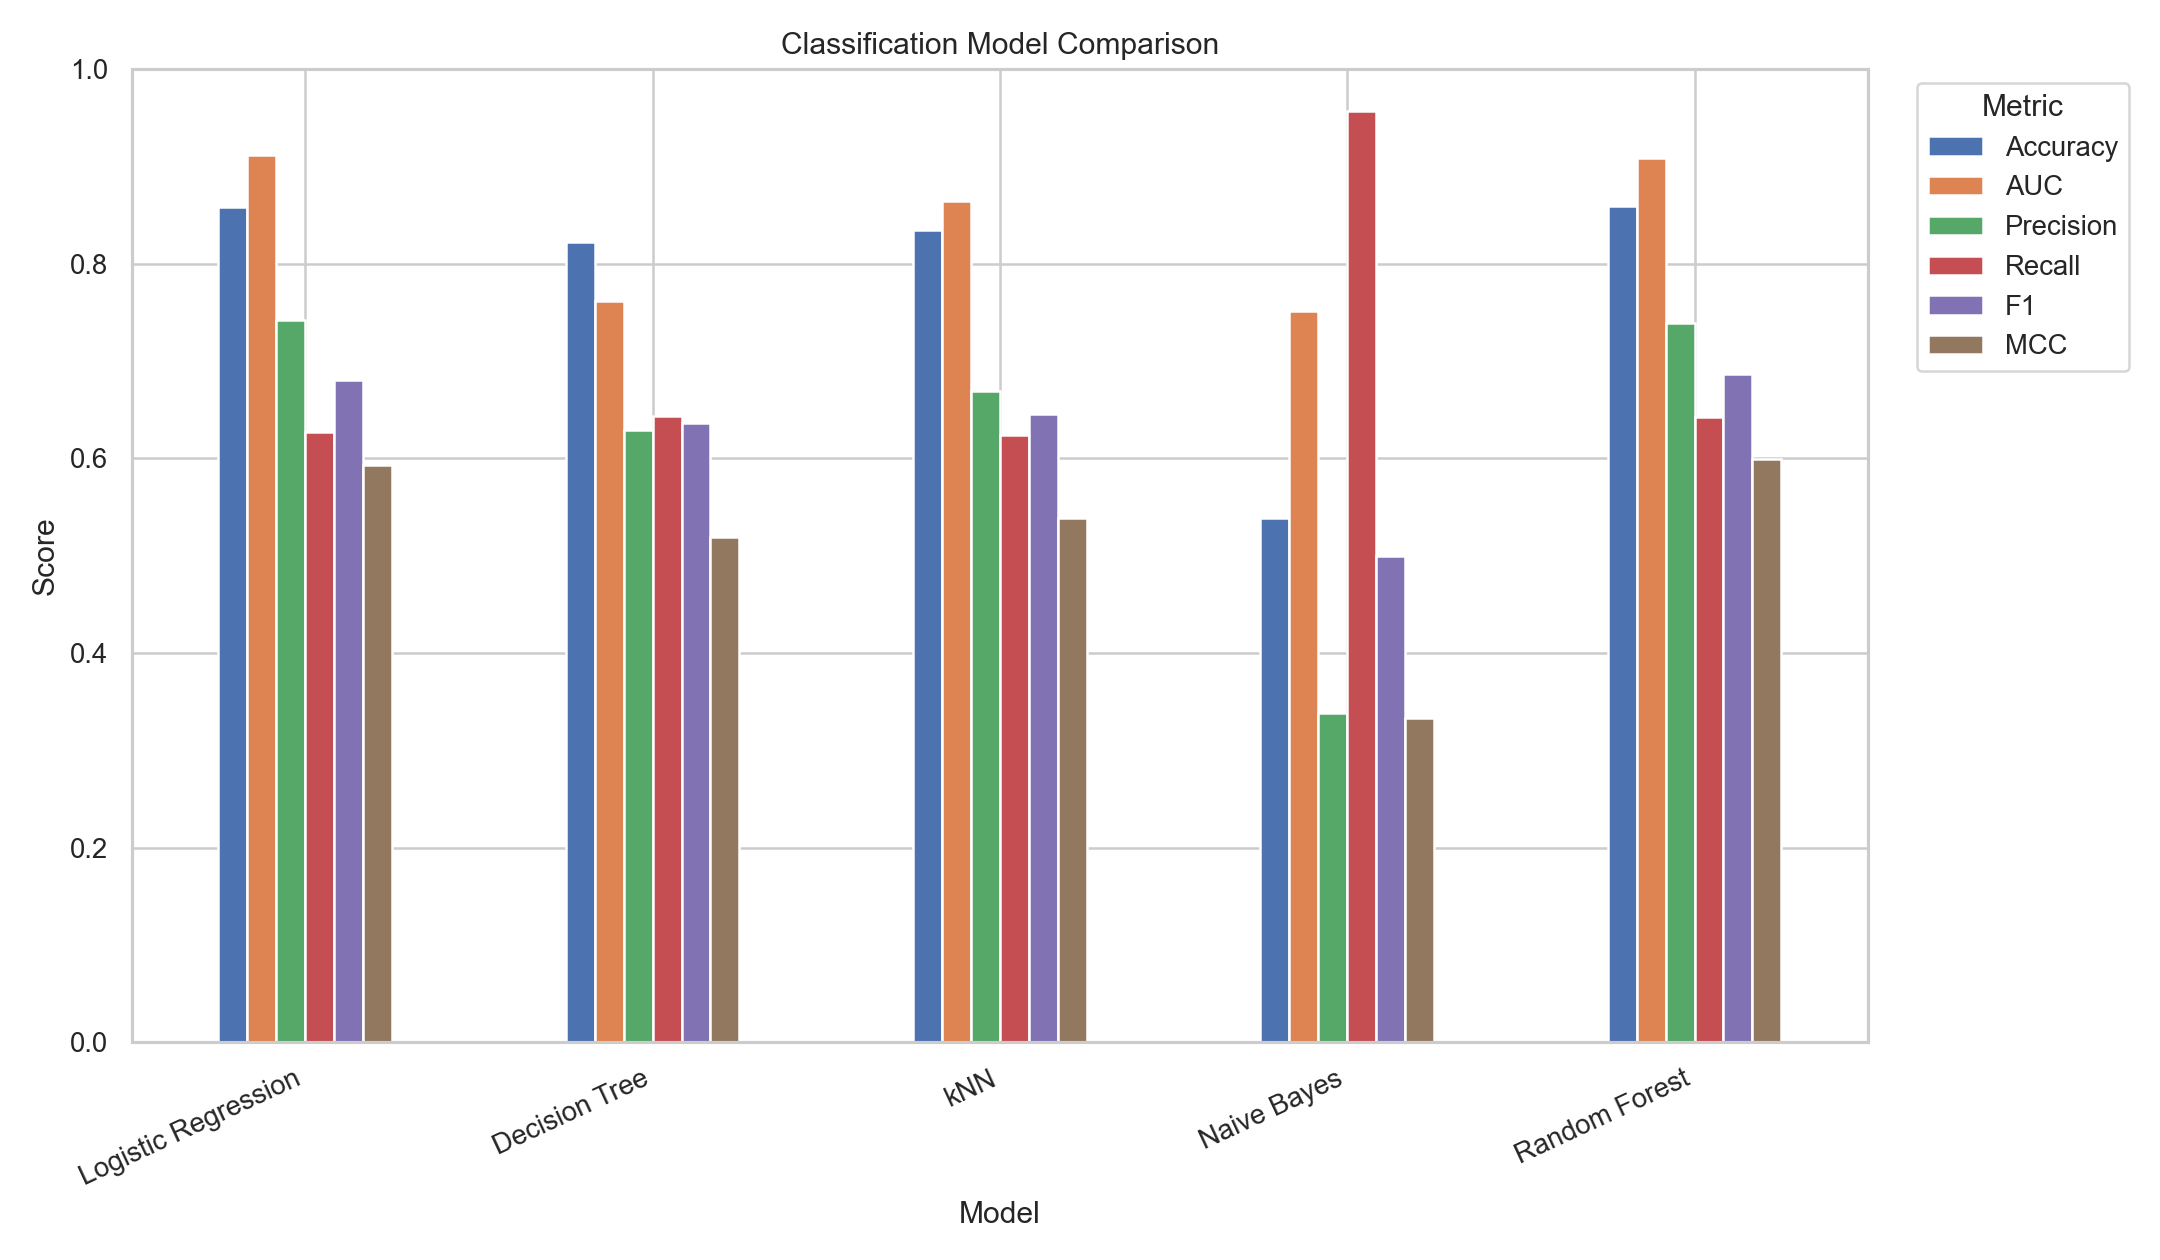 Classification Model Comparison
1.0
0.8
0.6
0.4
0.2
0.0
Score
Logistic Regression
Decision Tree
kNN
Naive Bayes
Random Forest
Model
Metric
Accuracy
AUC
Precision
Recall
F1
MCC